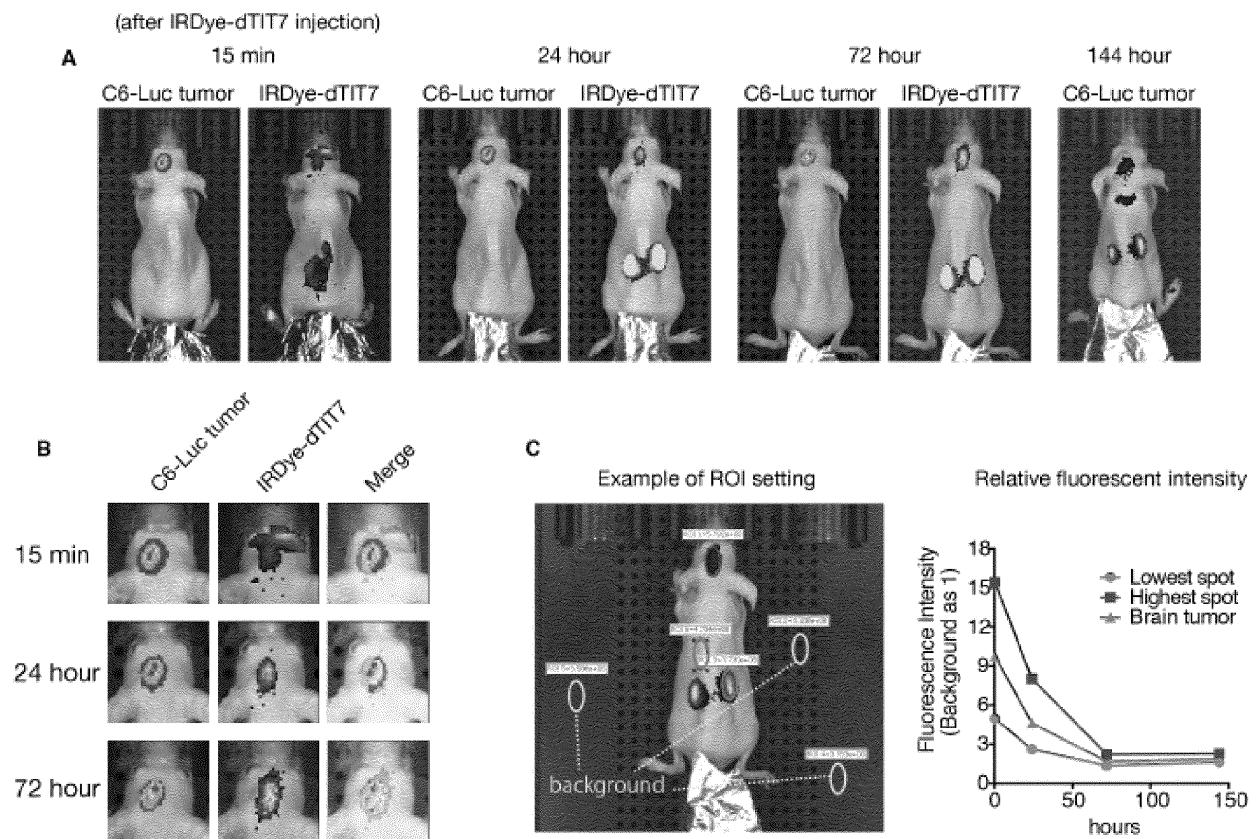 (after IRDye-dTIT7 injection)
A
15 min
24 hour
72 hour
144 hour
C6-Luc tumor
IRDye-dTIT7
C6-Luc tumor
IRDye-dTIT7
C6-Luc tumor
IRDye-dTIT7
C6-Luc tumor
B
C6-Luc tumor
IRDye-dTIT7
Merge
15 min
24 hour
72 hour
C
Example of ROI setting
background
Relative fluorescent intensity
Fluorescence Intensity
(Background as 1)
18
15
12
9
6
3
0
0
50
100
150
hours
Lowest spot
Highest spot
Brain tumor